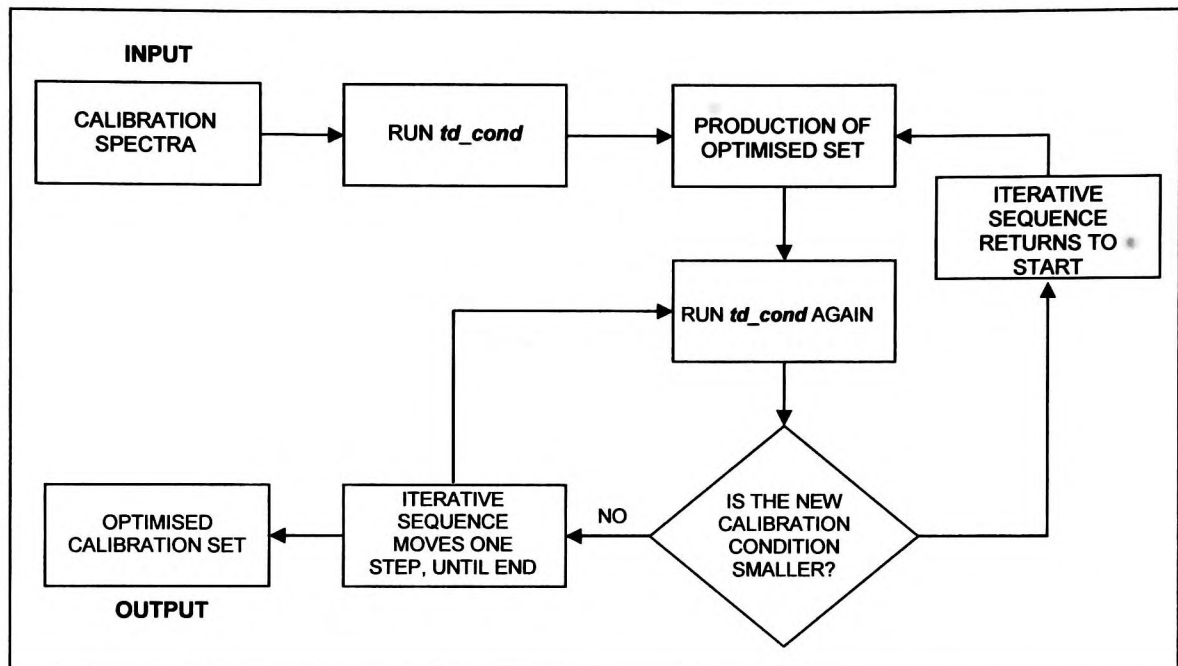 INPUT
CALIBRATION
SPECTRA
RUN td_cond
PRODUCTION OF
OPTIMISED SET
ITERATIVE
SEQUENCE
RETURNS TO
START
RUN td_cond AGAIN
IS THE NEW
CALIBRATION
CONDITION
SMALLER?
NO
ITERATIVE
SEQUENCE
MOVES ONE
STEP, UNTIL END
OPTIMISED
CALIBRATION SET
OUTPUT